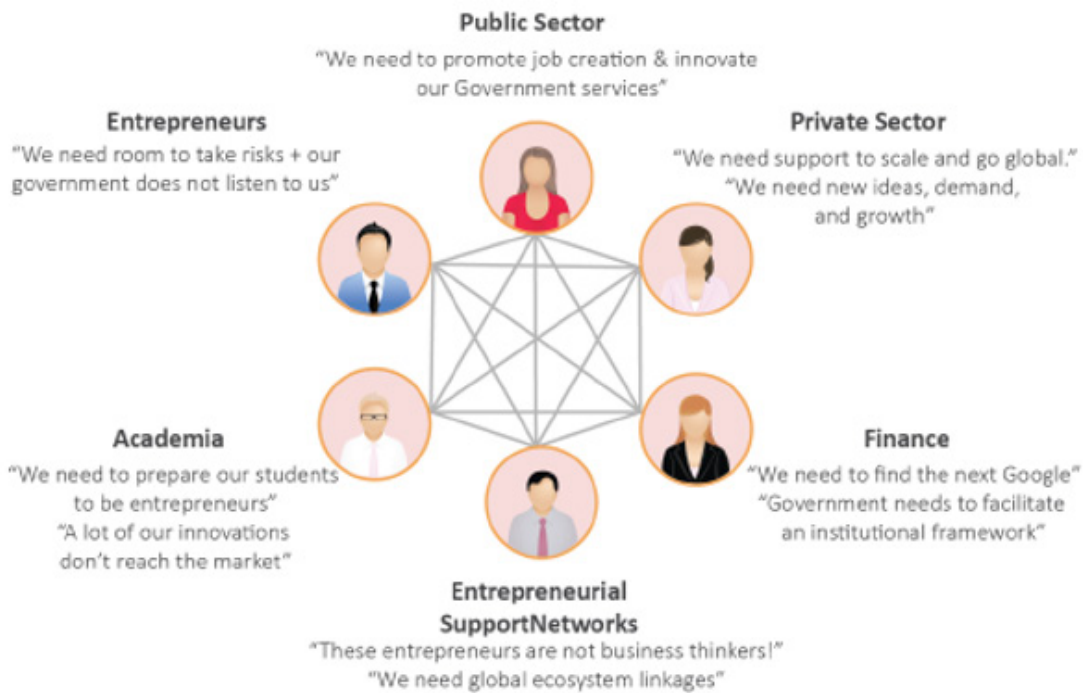 Public Sector
“We need to promote job creation & innovate
our Government services”
Entrepreneurs
“We need room to take risks + our
government does not listen to us”
Private Sector
“We need support to scale and go global.”
“We need new ideas, demand,
and growth”
Academia
“We need to prepare our students
to be entrepreneurs”
“A lot of our innovations
don’t reach the market”
Finance
“We need to find the next Google”
“Government needs to facilitate
an institutional framework”
Entrepreneurial
SupportNetworks
“These entrepreneurs are not business thinkers!”
“We need global ecosystem linkages”